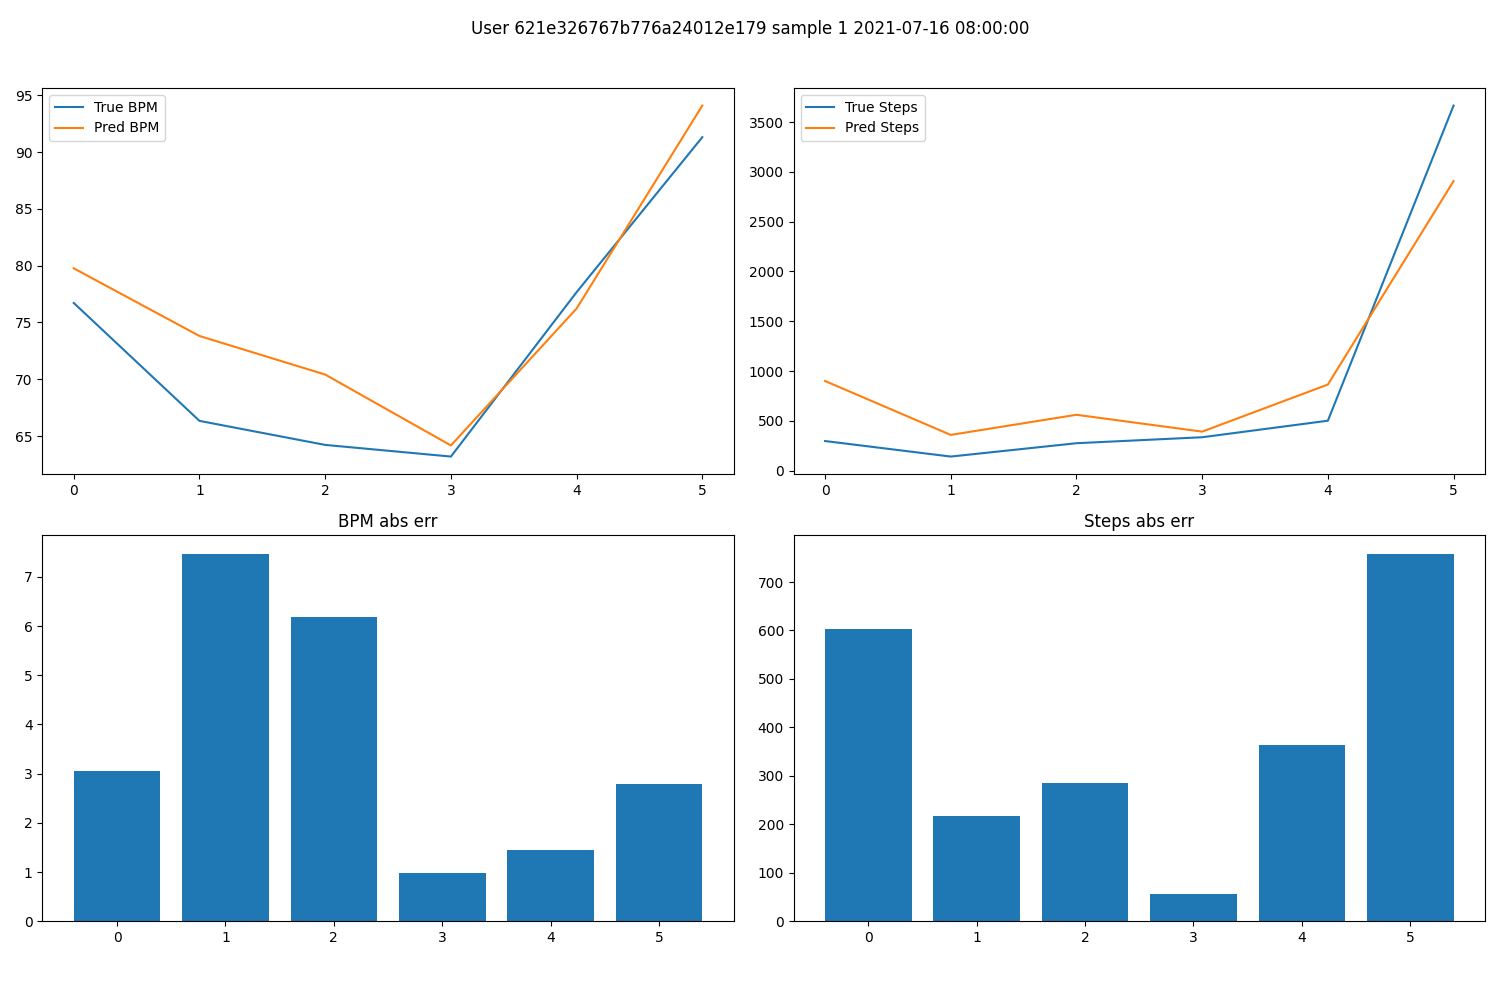 User 621e326767b776a24012e179 sample 1 2021-07-16 08:00:00
True BPM
Pred BPM
95
90
85
80
75
70
65
0 1 2 3 4 5
True Steps
Pred Steps
3500
3000
2500
2000
1500
1000
500
0
0 1 2 3 4 5
BPM abs err
7
6
5
4
3
2
1
0
0 1 2 3 4 5
Steps abs err
700
600
500
400
300
200
100
0
0 1 2 3 4 5